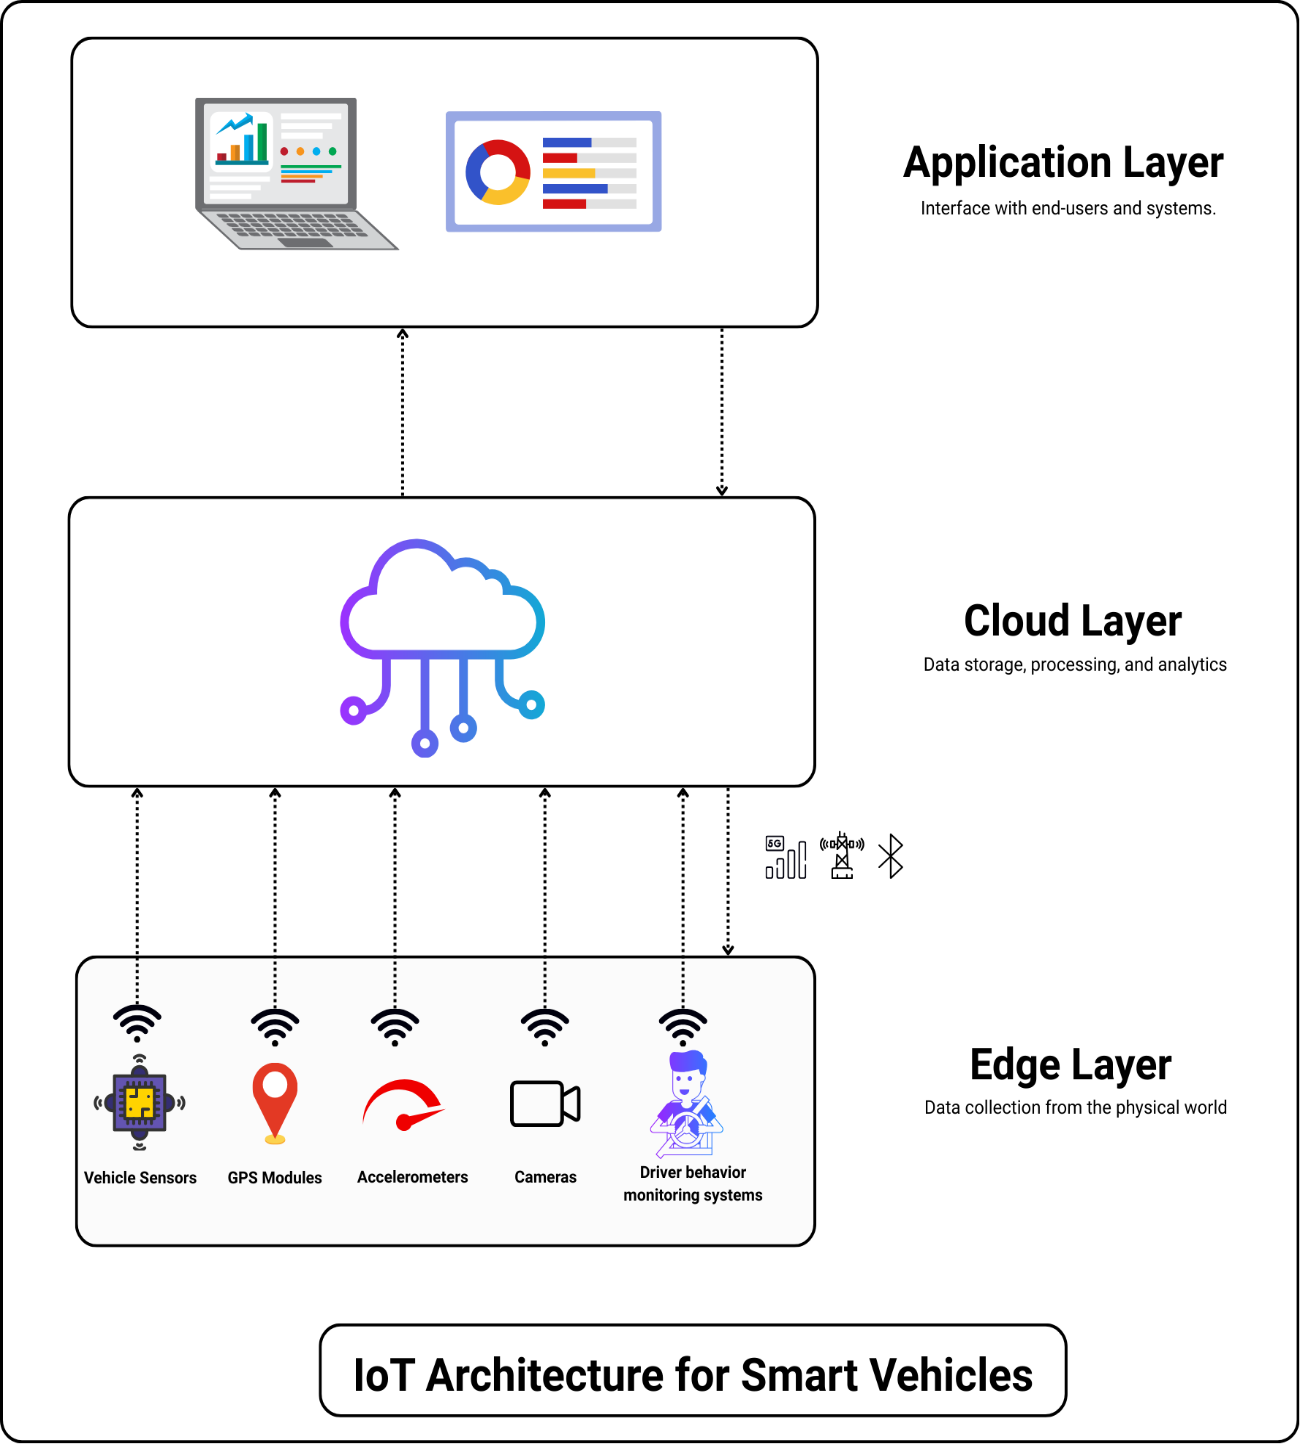 Application Layer
Interface with end-users and systems.
Cloud Layer
Data storage, processing, and analytics
5G
Edge Layer
Data collection from the physical world
Vehicle Sensors
GPS Modules
Accelerometers
Cameras
Driver behavior
monitoring systems
IoT Architecture for Smart Vehicles